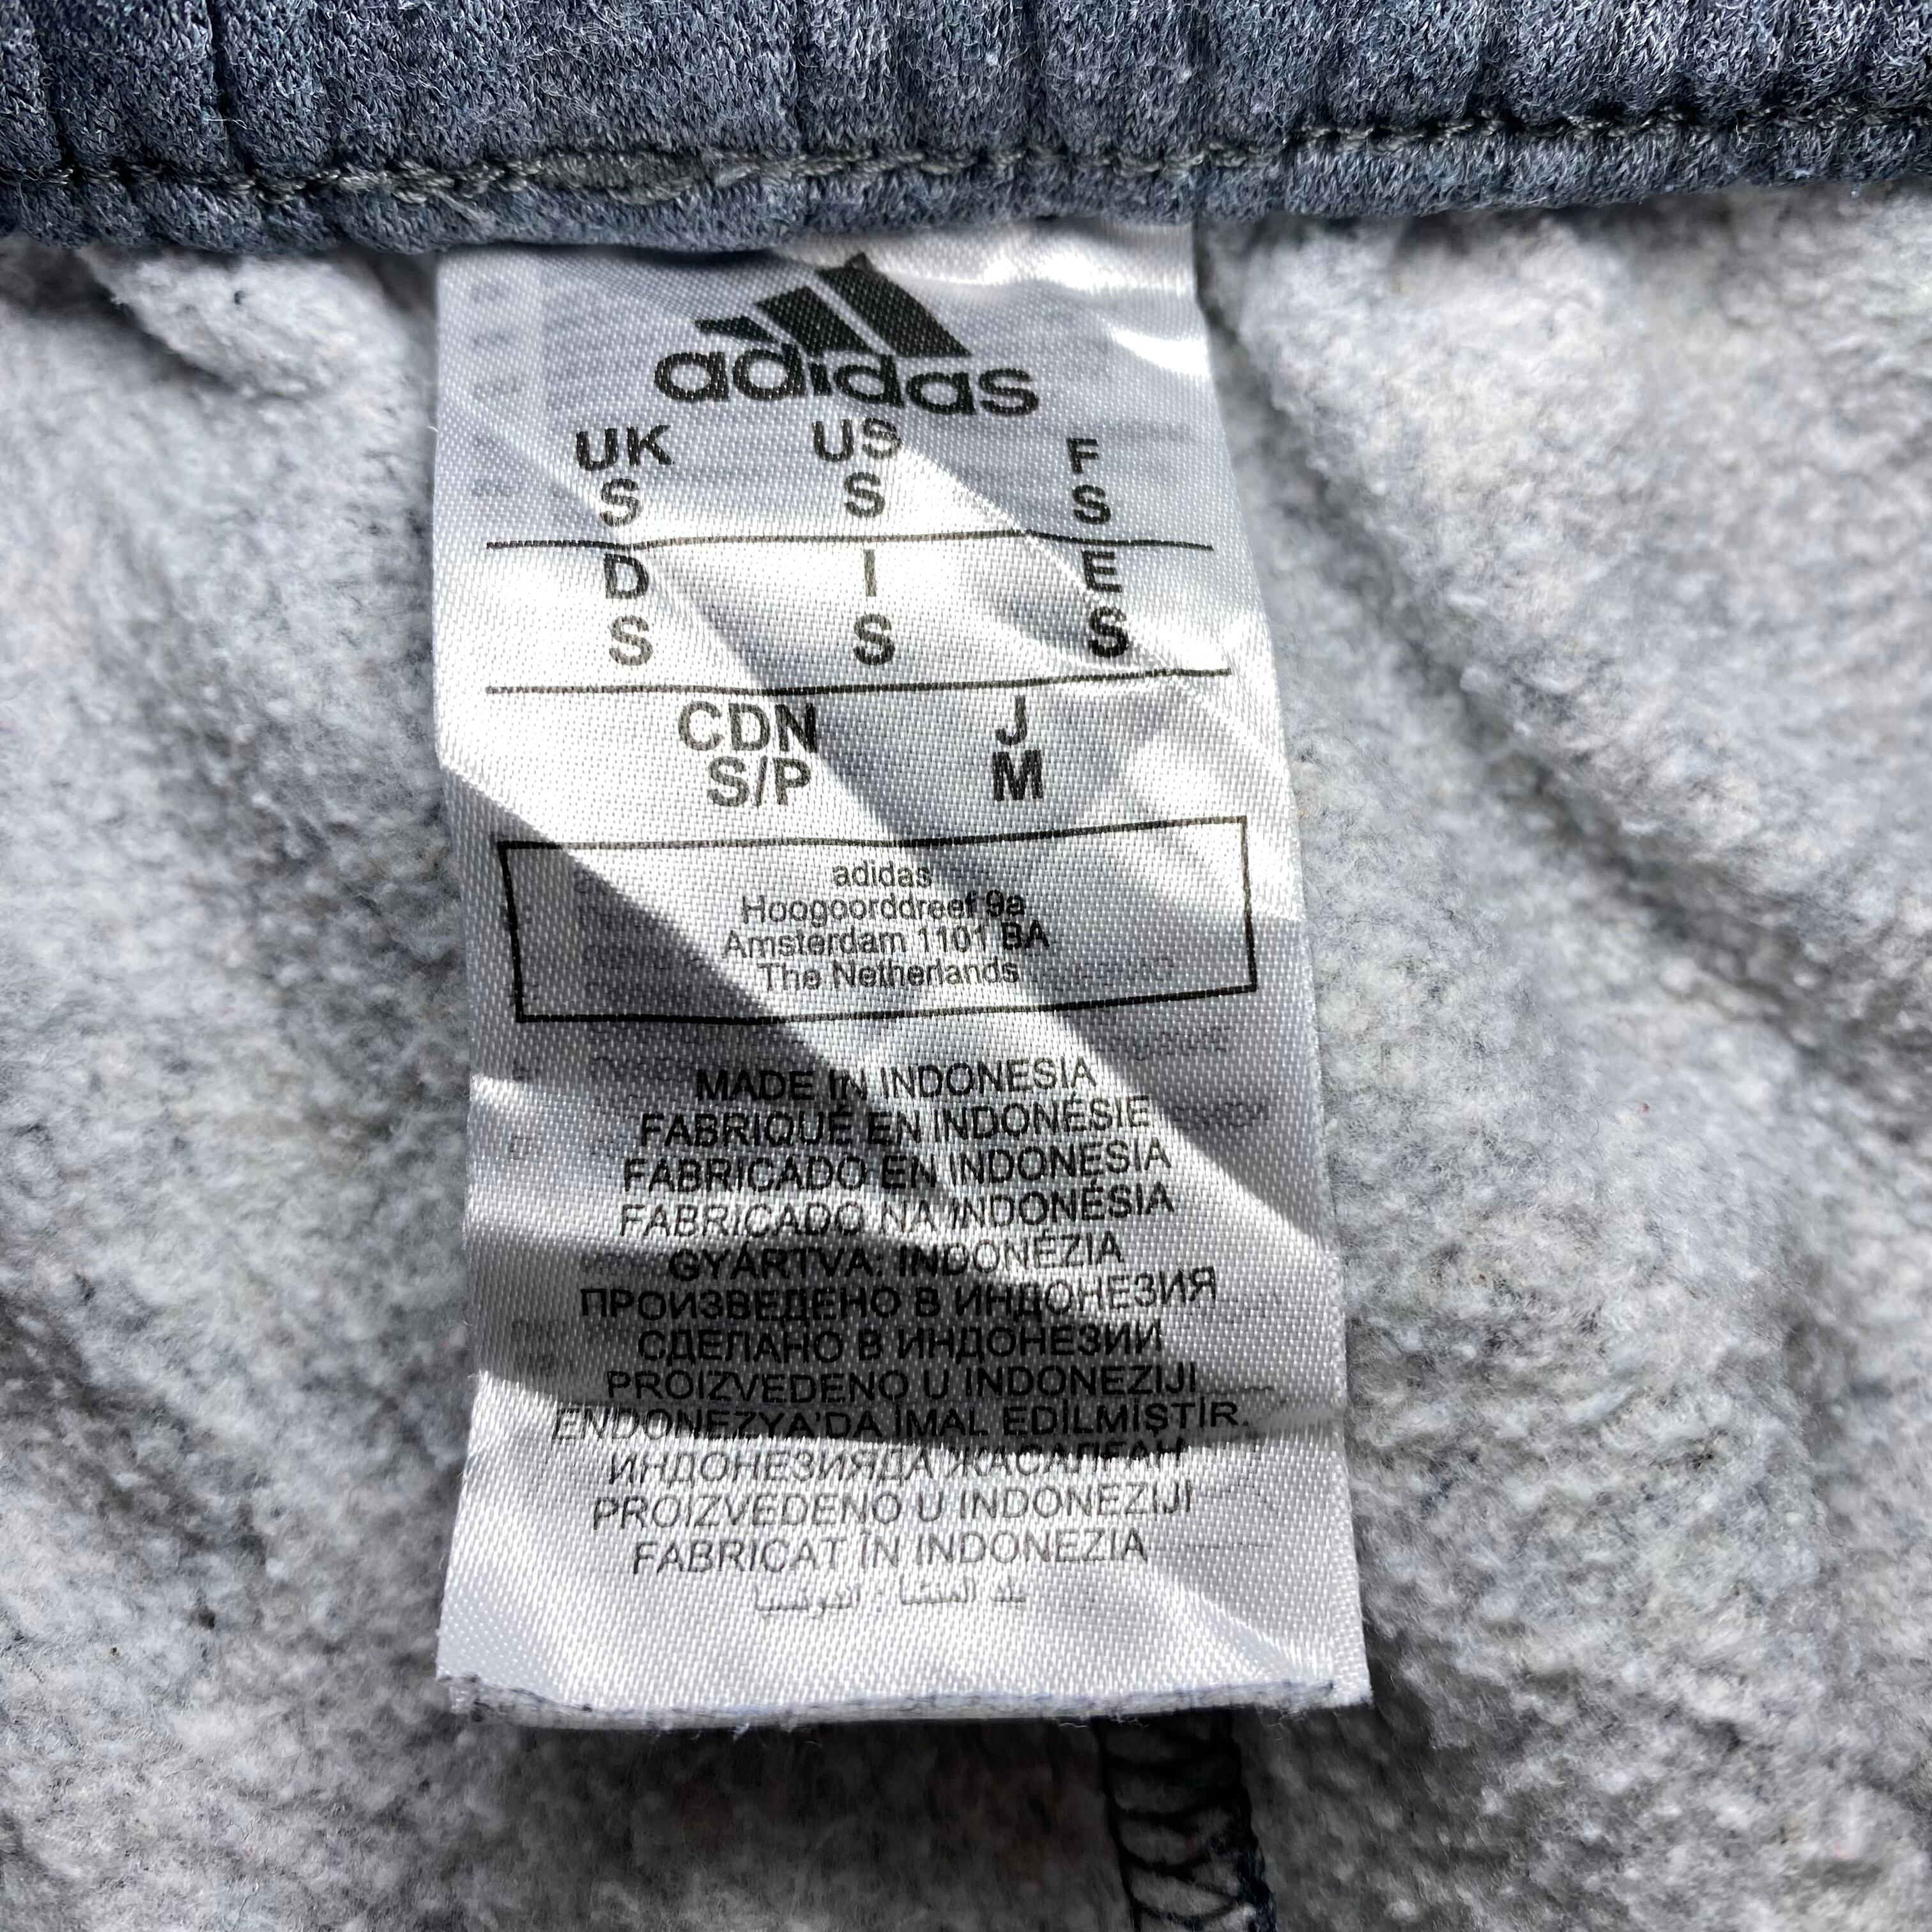 adidas
UK US F
S S S
D I E
S S S
CDN J
S/P M
adidas
Hoogoorddreef 9a
Amsterdam 1101 BA
The Netherlands
MADE IN INDONESIA
FABRIQUÉ EN INDONÉSIE
FABRICADO EN INDONESIA
FABRICADO NA INDONÉSIA
GYÁRTVA: INDONÉZIA
ПРОИЗВЕДЕНО В ИНДОНЕЗИЯ
СДЕЛАНО В ИНДОНЕЗИИ
PROIZVEDENO U INDONEZIJI
ENDONEZYA'DA İMAL EDİLMİŞTİR.
ИНДОНЕЗИЯДА ЖАСАЛҒАН
PROIZVEDENO U INDONEZIJI
FABRICAT ÎN INDONEZIA
بلد المنشأ :